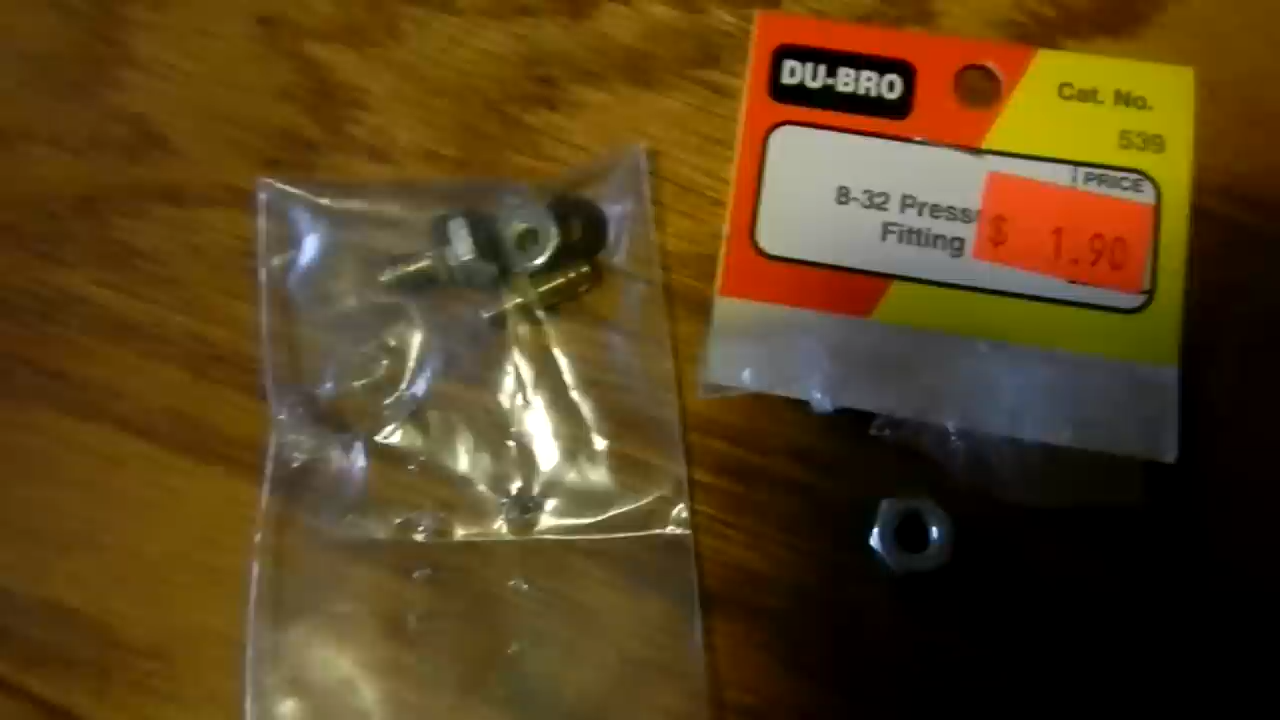 DU-BRO
Cat. No.
539
PRICE
8-32 Press
Fitting
$ 1.90